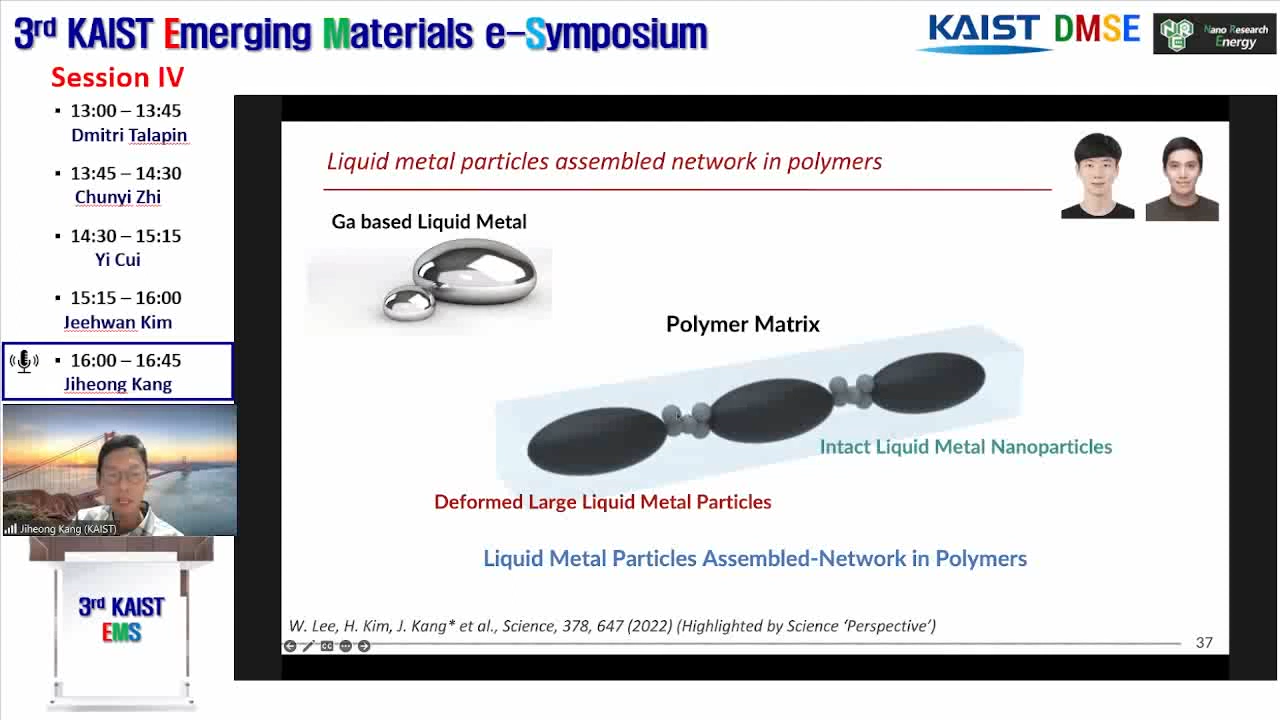 3rd KAIST Emerging Materials e-Symposium
KAIST DMSE
NRE
Nano Research
Energy
Session IV
▪ 13:00 – 13:45
Dmitri Talapin
▪ 13:45 – 14:30
Chunyi Zhi
▪ 14:30 – 15:15
Yi Cui
▪ 15:15 – 16:00
Jeehwan Kim
▪ 16:00 – 16:45
Jiheong Kang
Jiheong Kang (KAIST)
3rd KAIST
EMS
Liquid metal particles assembled network in polymers
Ga based Liquid Metal
Polymer Matrix
Intact Liquid Metal Nanoparticles
Deformed Large Liquid Metal Particles
Liquid Metal Particles Assembled-Network in Polymers
W. Lee, H. Kim, J. Kang* et al., Science, 378, 647 (2022) (Highlighted by Science ‘Perspective’)
37